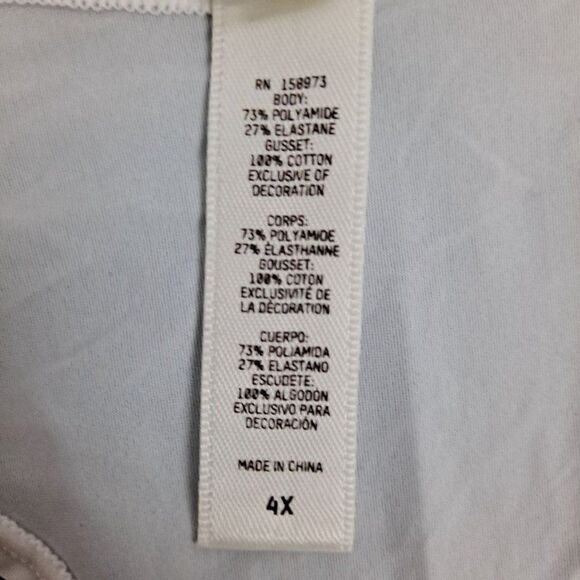 RN 158973
BODY:
73% POLYAMIDE
27% ELASTANE
GUSSET:
100% COTTON
EXCLUSIVE OF
DECORATION
CORPS:
73% POLYAMIDE
27% ÉLASTHANNE
GOUSSET:
100% COTON
EXCLUSIVITÉ DE
LA DÉCORATION
CUERPO:
73% POLIAMIDA
27% ELASTANO
ESCUDETE:
100% ALGODÓN
EXCLUSIVO PARA
DECORACIÓN
MADE IN CHINA
4X